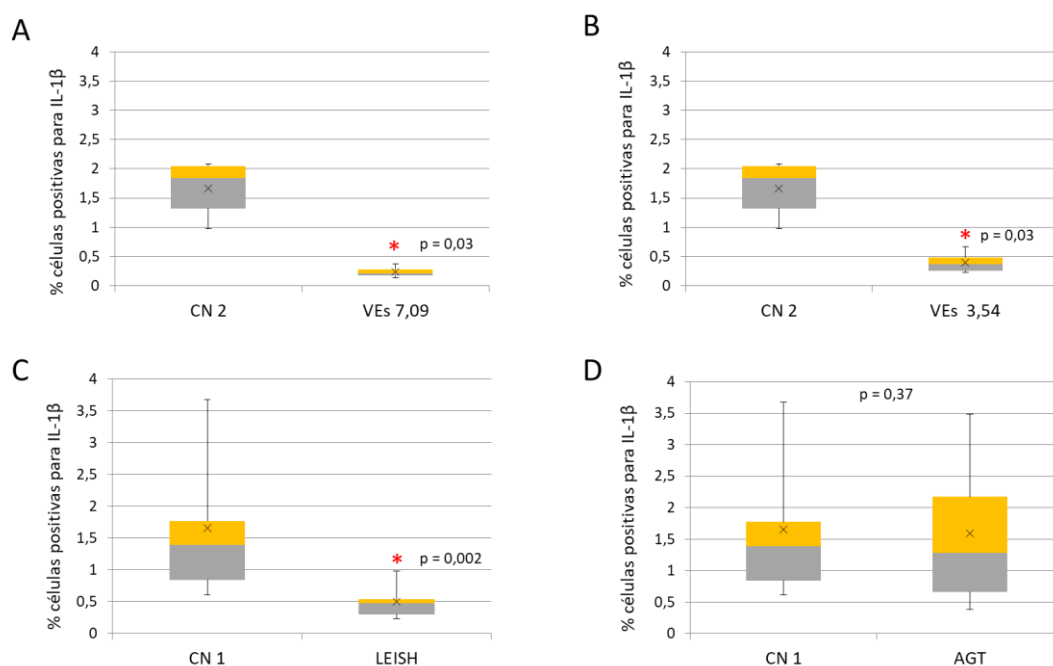 A
% células positivas para IL-1β
4
3,5
3
2,5
2
1,5
1
0,5
0
* p = 0,03
CN 2 VEs 7,09
B
% células positivas para IL-1β
4
3,5
3
2,5
2
1,5
1
0,5
0
* p = 0,03
CN 2 VEs 3,54
C
% células positivas para IL-1β
4
3,5
3
2,5
2
1,5
1
0,5
0
* p = 0,002
CN 1 LEISH
D
% células positivas para IL-1β
4
3,5
3
2,5
2
1,5
1
0,5
0
p = 0,37
CN 1 AGT